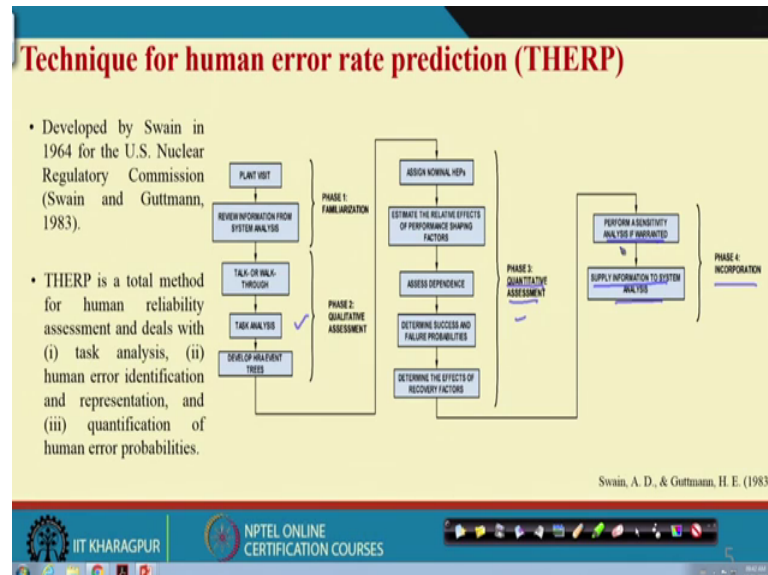 Technique for human error rate prediction (THERP)
• Developed by Swain in
1964 for the U.S. Nuclear
Regulatory Commission
(Swain and Guttmann,
1983).
• THERP is a total method
for human reliability
assessment and deals with
(i) task analysis, (ii)
human error identification
and representation, and
(iii) quantification of
human error probabilities.
PLANT VISIT
REVIEW INFORMATION FROM
SYSTEM ANALYSIS
PHASE 1:
FAMILIARIZATION
TALK- OR WALK-
THROUGH
TASK ANALYSIS
DEVELOP HRA EVENT
TREES
PHASE 2:
QUALITATIVE
ASSESSMENT
ASSIGN NOMINAL HEPs
ESTIMATE THE RELATIVE EFFECTS
OF PERFORMANCE SHAPING
FACTORS
ASSESS DEPENDENCE
DETERMINE SUCCESS AND
FAILURE PROBABILITIES
DETERMINE THE EFFECTS OF
RECOVERY FACTORS
PHASE 3:
QUANTITATIVE
ASSESSMENT
PERFORM A SENSITIVITY
ANALYSIS IF WARRANTED
SUPPLY INFORMATION TO SYSTEM
ANALYSIS
PHASE 4:
INCORPORATION
Swain, A. D., & Guttmann, H. E. (1983
IIT KHARAGPUR
NPTEL ONLINE
CERTIFICATION COURSES
5